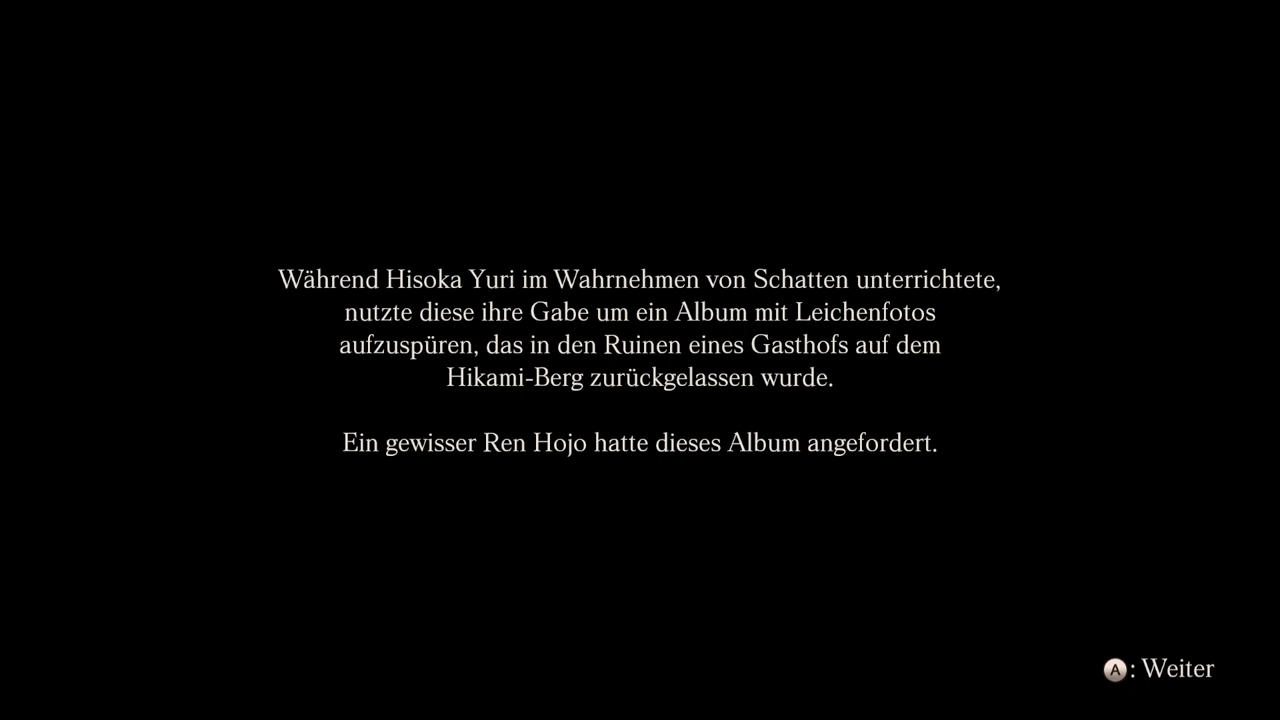 Während Hisoka Yuri im Wahrnehmen von Schatten unterrichtete,
nutzte diese ihre Gabe um ein Album mit Leichenfotos
aufzuspüren, das in den Ruinen eines Gasthofs auf dem
Hikami-Berg zurückgelassen wurde.
Ein gewisser Ren Hojo hatte dieses Album angefordert.
A: Weiter